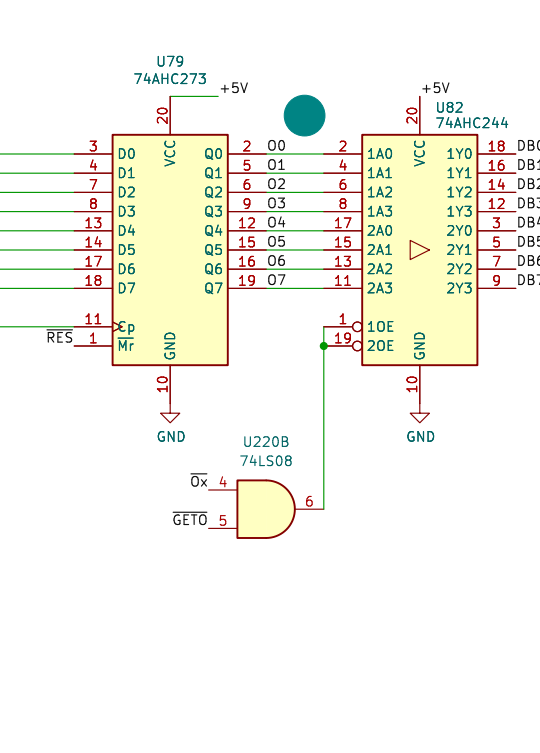 U79
74AHC273
+5V
20
VCC
3 D0 Q0 2 O0
4 D1 Q1 5 O1
7 D2 Q2 6 O2
8 D3 Q3 9 O3
13 D4 Q4 12 O4
14 D5 Q5 15 O5
17 D6 Q6 16 O6
18 D7 Q7 19 O7
11 Cp
RES 1 Mr
GND
10
GND
+5V
20
U82
74AHC244
VCC
2 1A0 1Y0 18 DB0
4 1A1 1Y1 16 DB1
6 1A2 1Y2 14 DB2
8 1A3 1Y3 12 DB3
17 2A0 2Y0 3 DB4
15 2A1 2Y1 5 DB5
13 2A2 2Y2 7 DB6
11 2A3 2Y3 9 DB7
1 1OE
19 2OE
GND
10
GND
U220B
74LS08
Ox 4
6
GETO 5